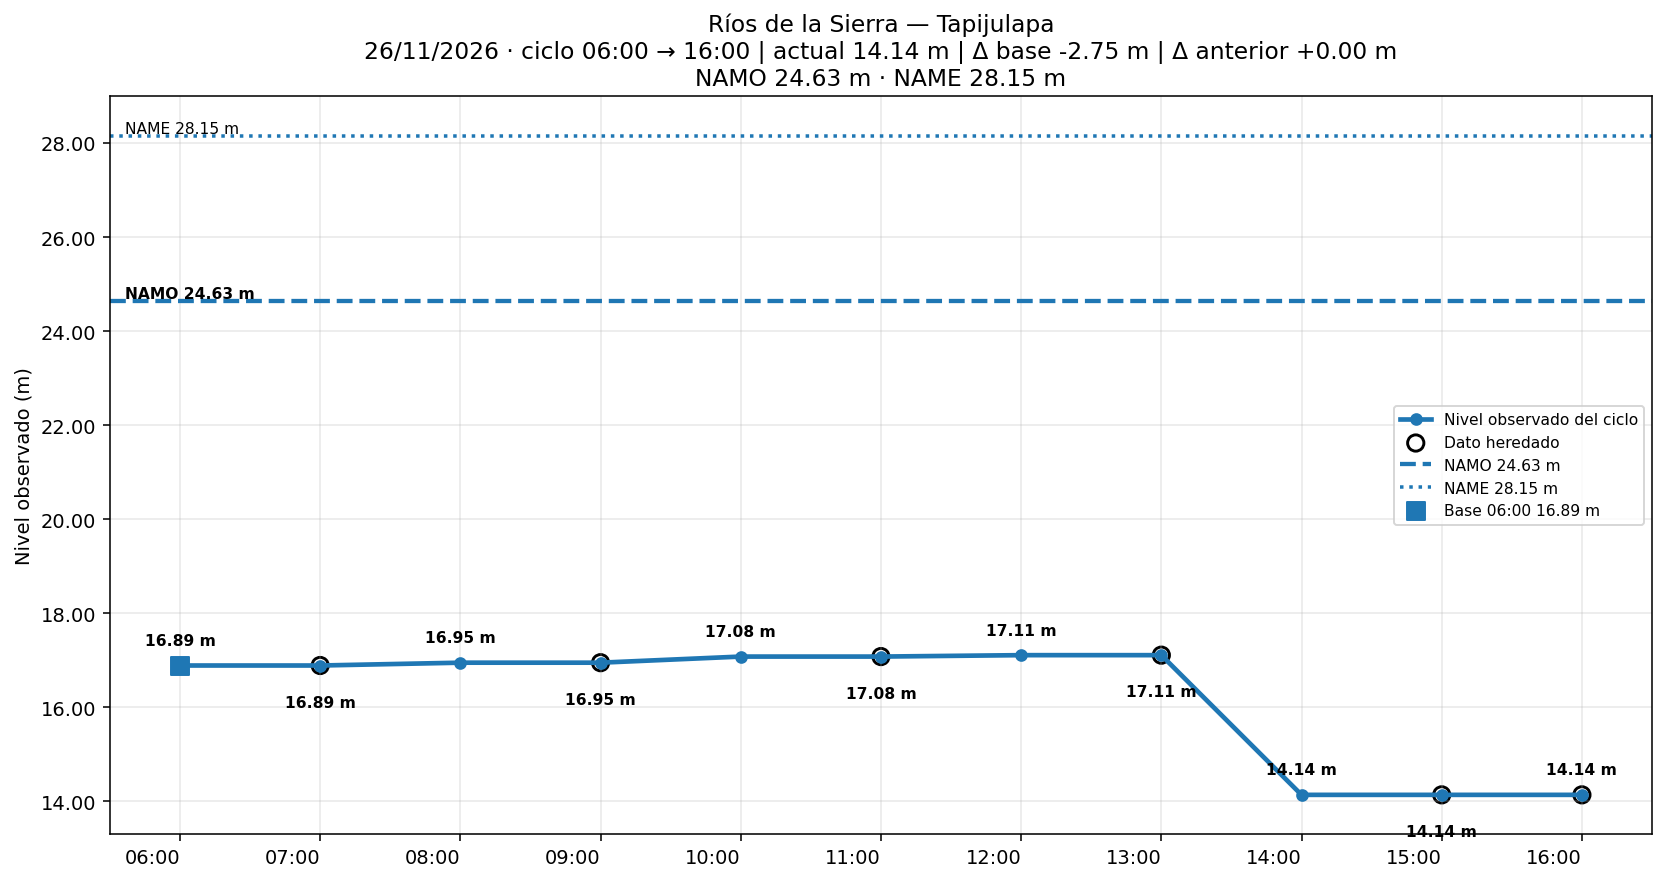 Ríos de la Sierra — Tapijulapa
26/11/2026 · ciclo 06:00 → 16:00 | actual 14.14 m | Δ base -2.75 m | Δ anterior +0.00 m
NAMO 24.63 m · NAME 28.15 m
NAME 28.15 m
28.00
26.00
NAMO 24.63 m
24.00
22.00
20.00
18.00
16.00
14.00
Nivel observado (m)
Nivel observado del ciclo
Dato heredado
NAMO 24.63 m
NAME 28.15 m
Base 06:00 16.89 m
16.89 m
16.89 m
16.95 m
16.95 m
17.08 m
17.08 m
17.11 m
17.11 m
14.14 m
14.14 m
14.14 m
06:00
07:00
08:00
09:00
10:00
11:00
12:00
13:00
14:00
15:00
16:00